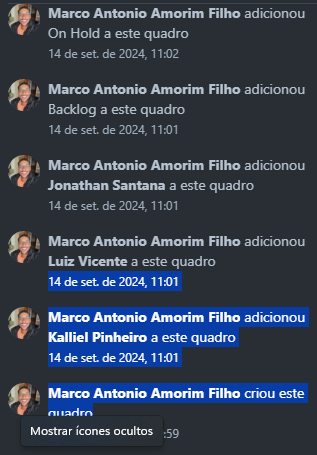 Marco Antonio Amorim Filho adicionou
On Hold a este quadro
14 de set. de 2024, 11:02
Marco Antonio Amorim Filho adicionou
Backlog a este quadro
14 de set. de 2024, 11:01
Marco Antonio Amorim Filho adicionou
Jonathan Santana a este quadro
14 de set. de 2024, 11:01
Marco Antonio Amorim Filho adicionou
Luiz Vicente a este quadro
14 de set. de 2024, 11:01
Marco Antonio Amorim Filho adicionou
Kalliel Pinheiro a este quadro
14 de set. de 2024, 11:01
Marco Antonio Amorim Filho criou este
quadro
Mostrar ícones ocultos :59